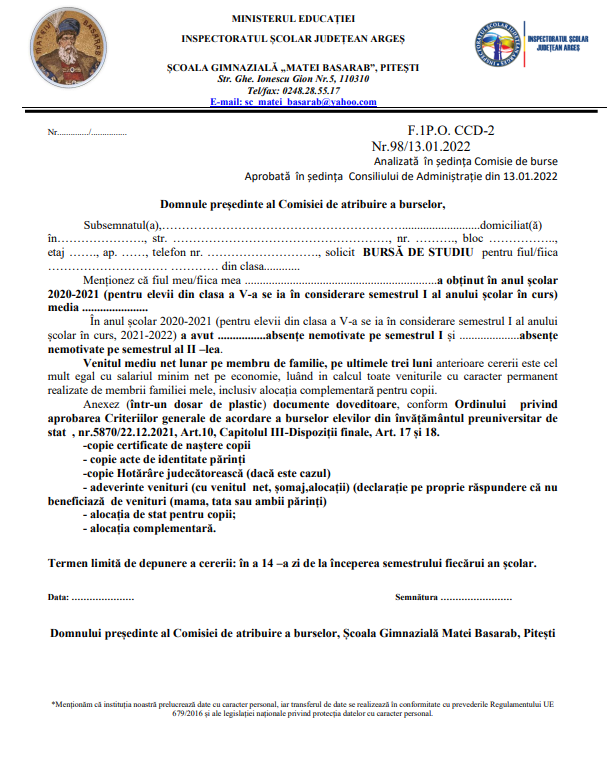 MINISTERUL EDUCAȚIEI
INSPECTORATUL ȘCOLAR JUDEȚEAN ARGEȘ
ȘCOALA GIMNAZIALĂ „MATEI BASARAB”, PITEȘTI
Str. Ghe. Ionescu Gion Nr.5, 110310
Tel/fax: 0248.28.55.17
E-mail: sc_matei_basarab@yahoo.com
MATEIU BASARAB
INSPECTORATUL ȘCOLAR
JUDEȚEAN ARGEȘ
Nr............../................
F.1P.O. CCD-2
Nr.98/13.01.2022
Analizată în ședința Comisie de burse
Aprobată în ședința Consiliului de Administrație din 13.01.2022
Domnule președinte al Comisiei de atribuire a burselor,
Subsemnatul(a),…………………………………………………............................domiciliat(ă)
în…………………., str. …………………………………………, nr. ………., bloc …………….,
etaj ……., ap. ……, telefon nr. ………………………., solicit BURSĂ DE STUDIU pentru fiul/fiica
…………………………… ………… din clasa............
Menționez că fiul meu/fiica mea ................................................................a obținut în anul școlar
2020-2021 (pentru elevii din clasa a V-a se ia în considerare semestrul I al anului școlar în curs)
media ......................
În anul școlar 2020-2021 (pentru elevii din clasa a V-a se ia în considerare semestrul I al anului
școlar în curs, 2021-2022) a avut ................absențe nemotivate pe semestrul I și ....................absențe
nemotivate pe semestrul al II –lea.
Venitul mediu net lunar pe membru de familie, pe ultimele trei luni anterioare cererii este cel
mult egal cu salariul minim net pe economie, luând in calcul toate veniturile cu caracter permanent
realizate de membrii familiei mele, inclusiv alocația complementară pentru copii.
Anexez (într-un dosar de plastic) documente doveditoare, conform Ordinului privind
aprobarea Criteriilor generale de acordare a burselor elevilor din învățământul preuniversitar de
stat , nr.5870/22.12.2021, Art.10, Capitolul III-Dispoziții finale, Art. 17 și 18.
-copie certificate de naștere copii
- copie acte de identitate părinți
-copie Hotărâre judecătorească (dacă este cazul)
- adeverinte venituri (cu venitul net, șomaj,alocații) (declarație pe proprie răspundere că nu
beneficiază de venituri (mama, tata sau ambii părinți)
- alocația de stat pentru copii;
- alocația complementară.
Termen limită de depunere a cererii: în a 14 –a zi de la începerea semestrului fiecărui an școlar.
Data: …………………
Semnătura ……………………
Domnului președinte al Comisiei de atribuire a burselor, Școala Gimnazială Matei Basarab, Pitești
*Menționăm că instituția noastră prelucrează date cu caracter personal, iar transferul de date se realizează în conformitate cu prevederile Regulamentului UE
679/2016 și ale legislației naționale privind protecția datelor cu caracter personal.